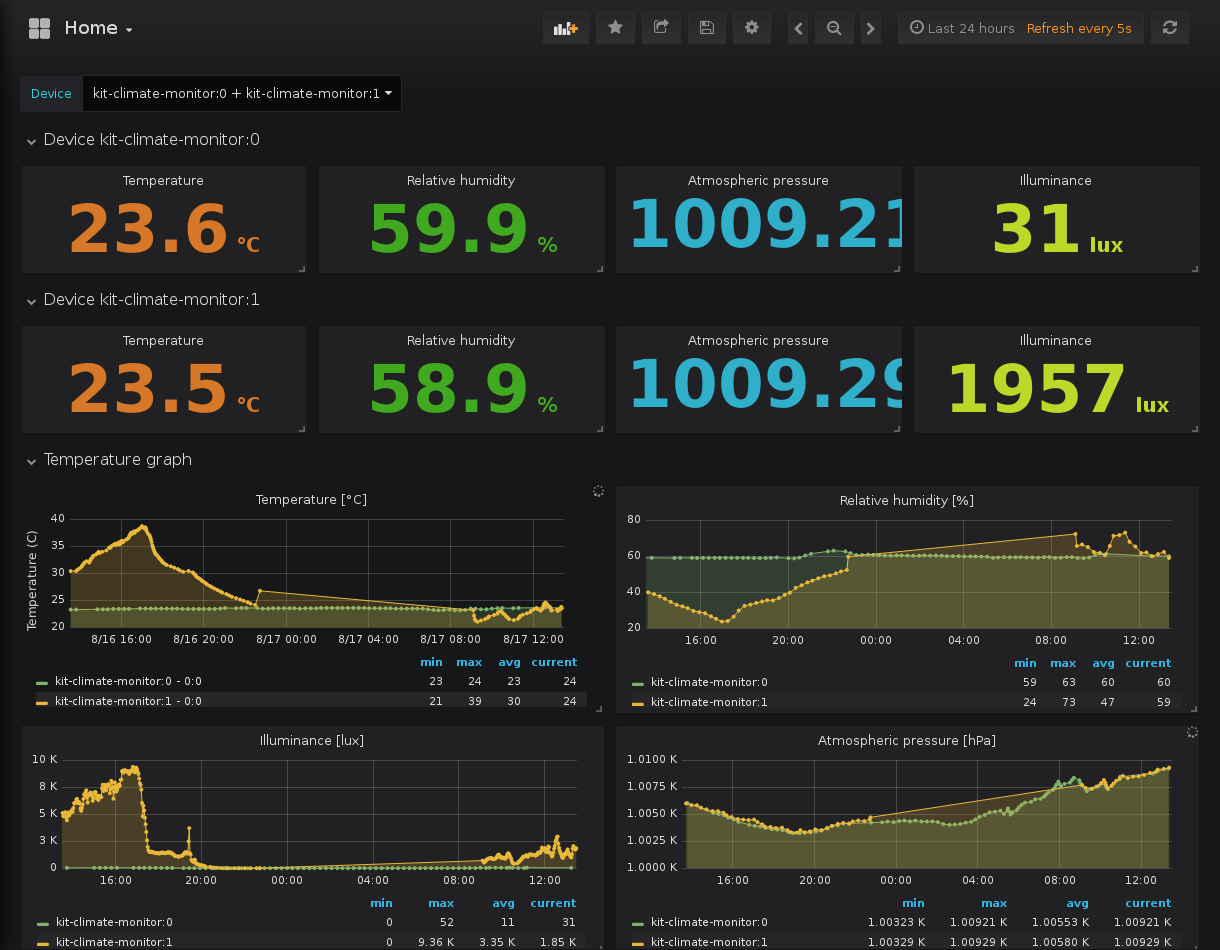 Home
Last 24 hours Refresh every 5s
Device kit-climate-monitor:0 + kit-climate-monitor:1
Device kit-climate-monitor:0
Temperature Relative humidity Atmospheric pressure Illuminance
23.6 °C 59.9 % 1009.21 31 lux
Device kit-climate-monitor:1
Temperature Relative humidity Atmospheric pressure Illuminance
23.5 °C 58.9 % 1009.29 1957 lux
Temperature graph
Temperature [°C]
Temperature (C)
40
35
30
25
20
8/16 16:00 8/16 20:00 8/17 00:00 8/17 04:00 8/17 08:00 8/17 12:00
min max avg current
kit-climate-monitor:0 - 0:0 23 24 23 24
kit-climate-monitor:1 - 0:0 21 39 30 24
Relative humidity [%]
80
60
40
20
16:00 20:00 00:00 04:00 08:00 12:00
min max avg current
kit-climate-monitor:0 59 63 60 60
kit-climate-monitor:1 24 73 47 59
Illuminance [lux]
10 K
8 K
5 K
3 K
0
16:00 20:00 00:00 04:00 08:00 12:00
min max avg current
kit-climate-monitor:0 0 52 11 31
kit-climate-monitor:1 0 9.36 K 3.35 K 1.85 K
Atmospheric pressure [hPa]
1.0100 K
1.0075 K
1.0050 K
1.0025 K
1.0000 K
16:00 20:00 00:00 04:00 08:00 12:00
min max avg current
kit-climate-monitor:0 1.00323 K 1.00921 K 1.00553 K 1.00921 K
kit-climate-monitor:1 1.00329 K 1.00929 K 1.00580 K 1.00929 K